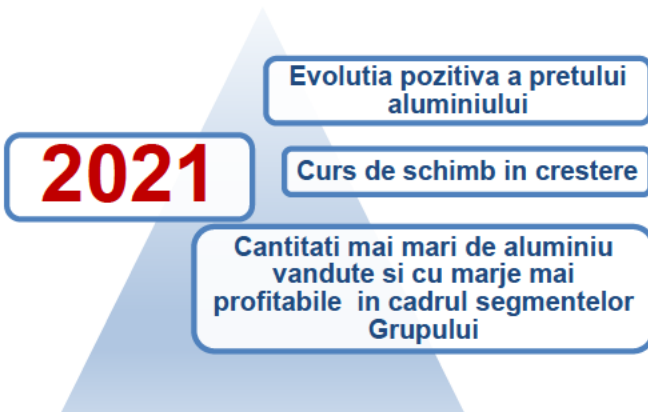 Evolutia pozitiva a pretului
aluminiului
2021
Curs de schimb in crestere
Cantitati mai mari de aluminiu
vandute si cu marje mai
profitabile in cadrul segmentelor
Grupului